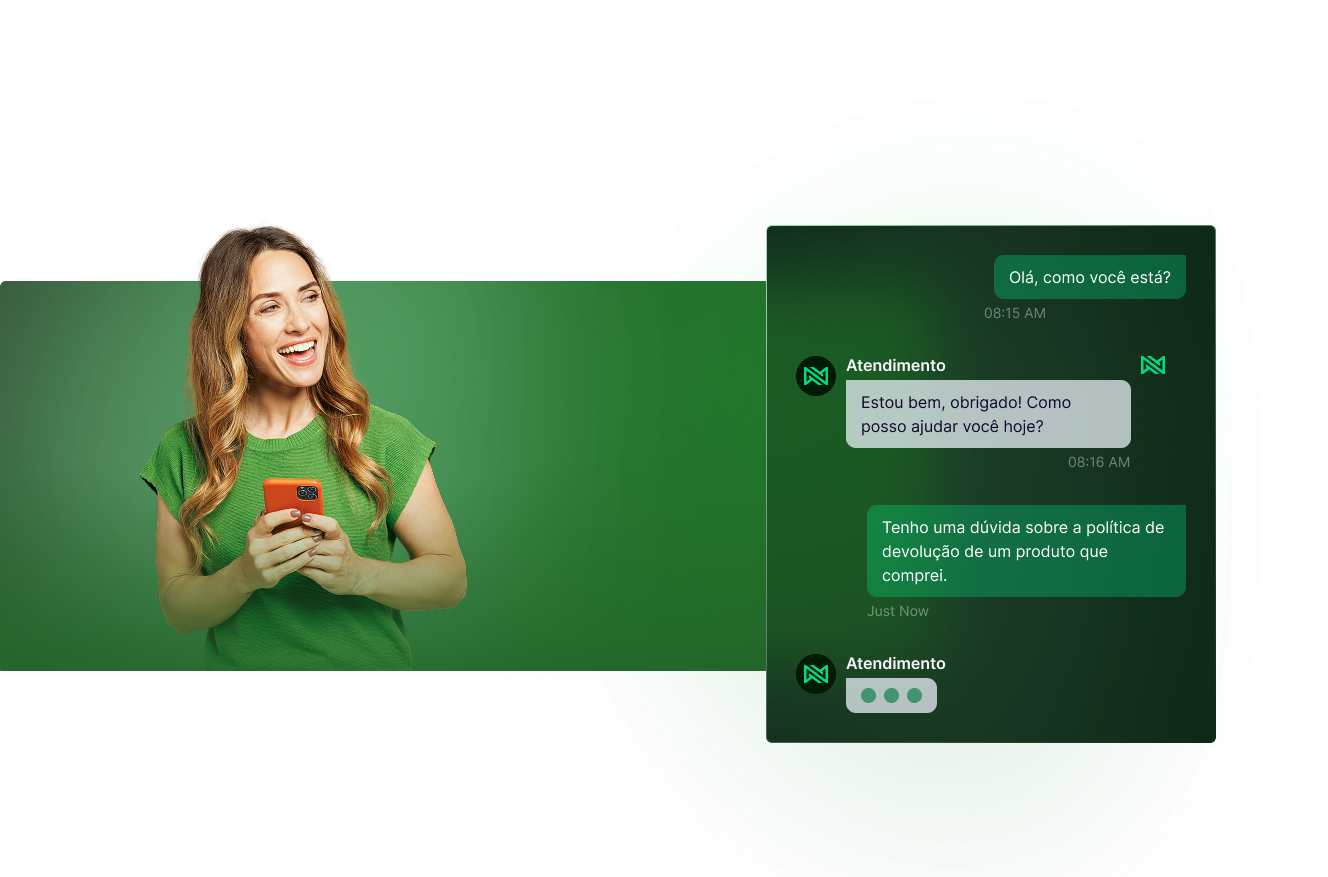 Olá, como você está?
08:15 AM
Atendimento
Estou bem, obrigado! Como
posso ajudar você hoje?
08:16 AM
Tenho uma dúvida sobre a política de
devolução de um produto que
comprei.
Just Now
Atendimento